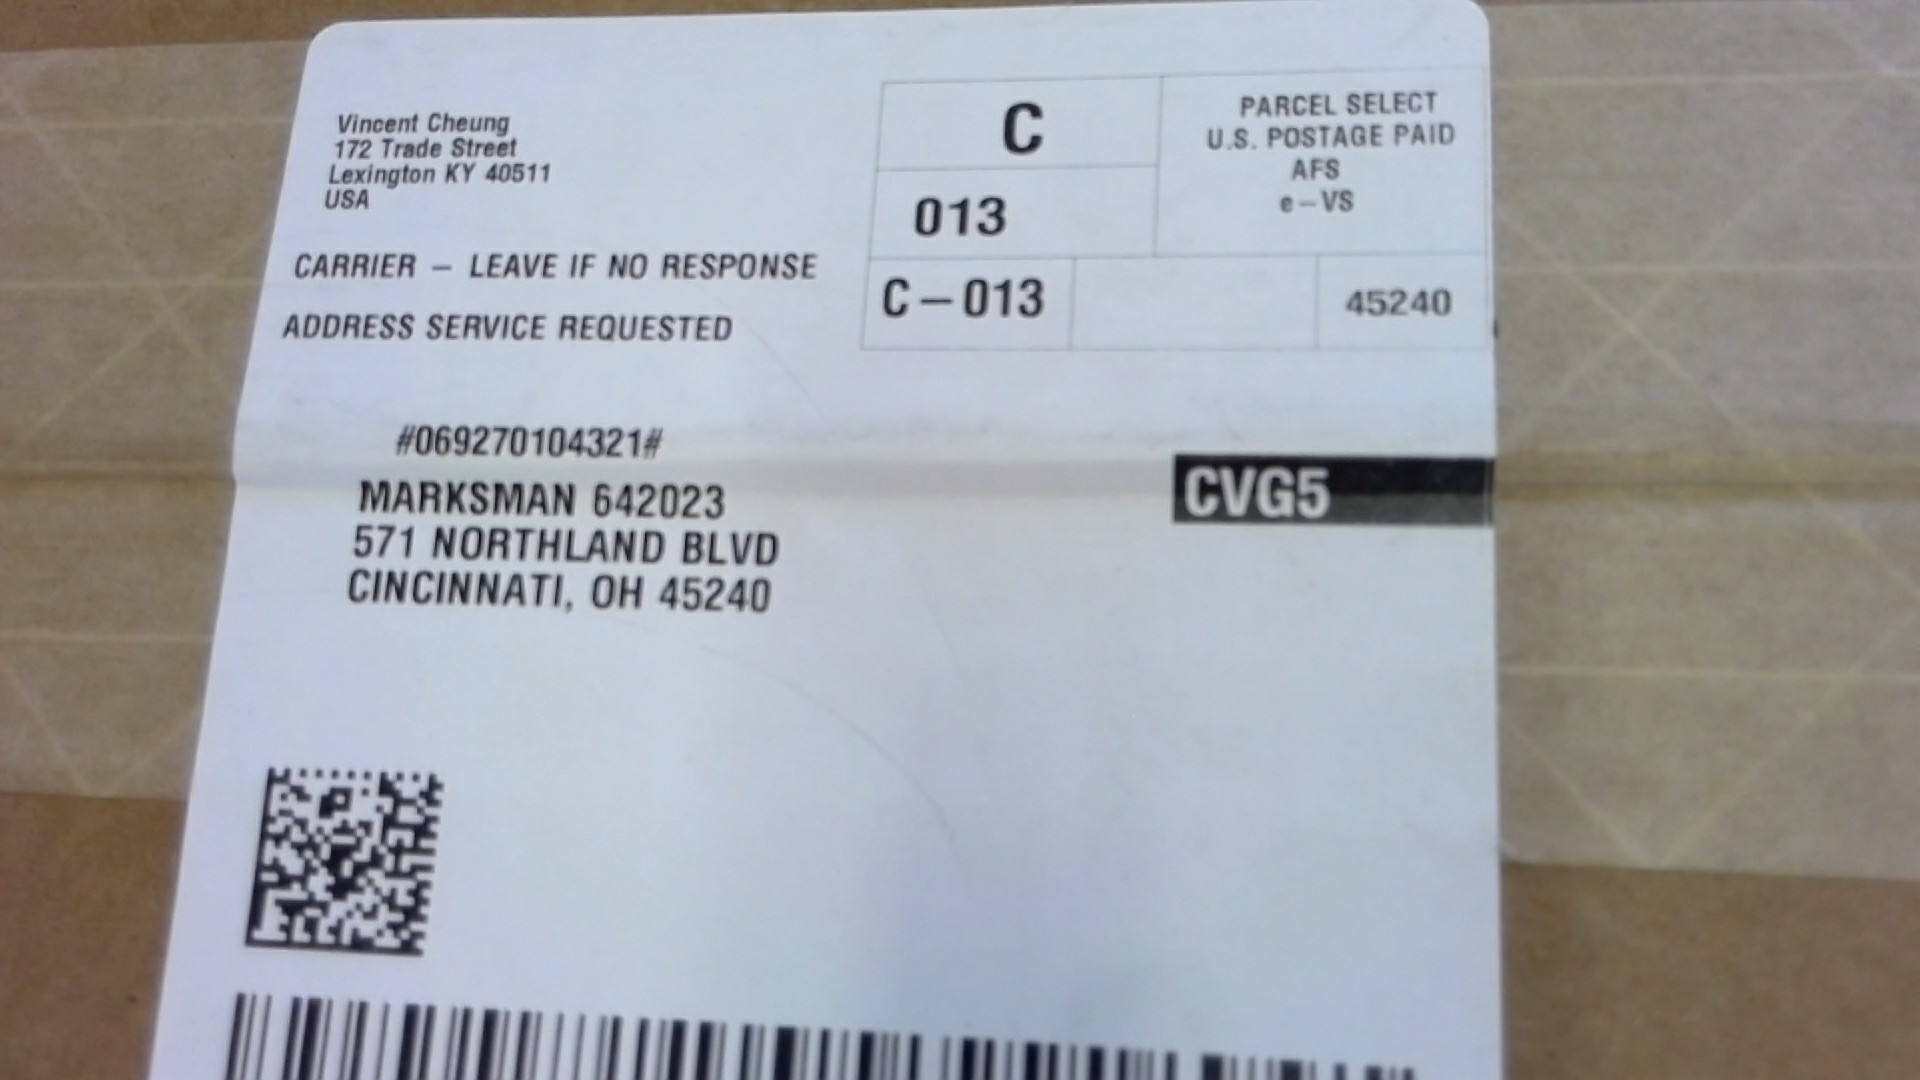 Vincent Cheung
172 Trade Street
Lexington KY 40511
USA
CARRIER – LEAVE IF NO RESPONSE
ADDRESS SERVICE REQUESTED
C
013
C–013
45240
PARCEL SELECT
U.S. POSTAGE PAID
AFS
e–VS
#069270104321#
MARKSMAN 642023
571 NORTHLAND BLVD
CINCINNATI, OH 45240
CVG5